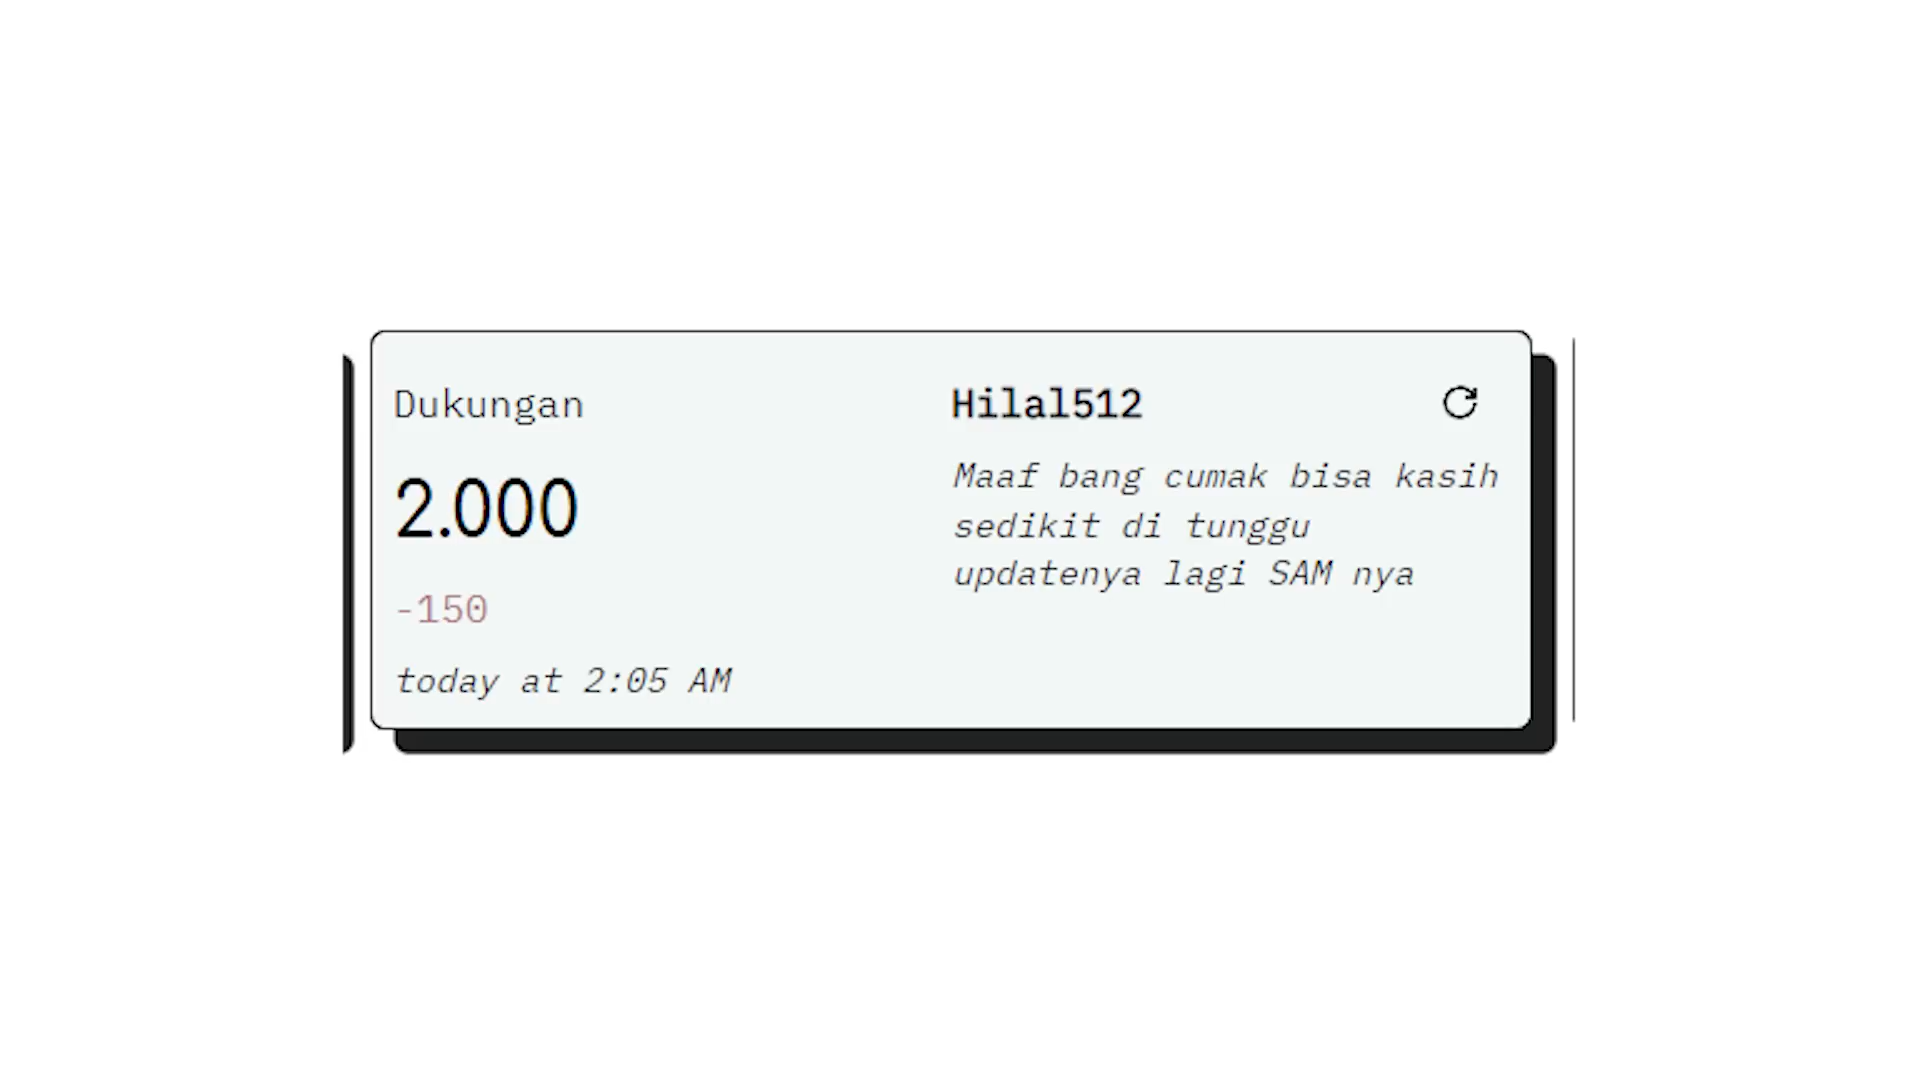 Dukungan
2.000
-150
today at 2:05 AM
Hilal512
Maaf bang cumak bisa kasih
sedikit di tunggu
updatenya lagi SAM nya